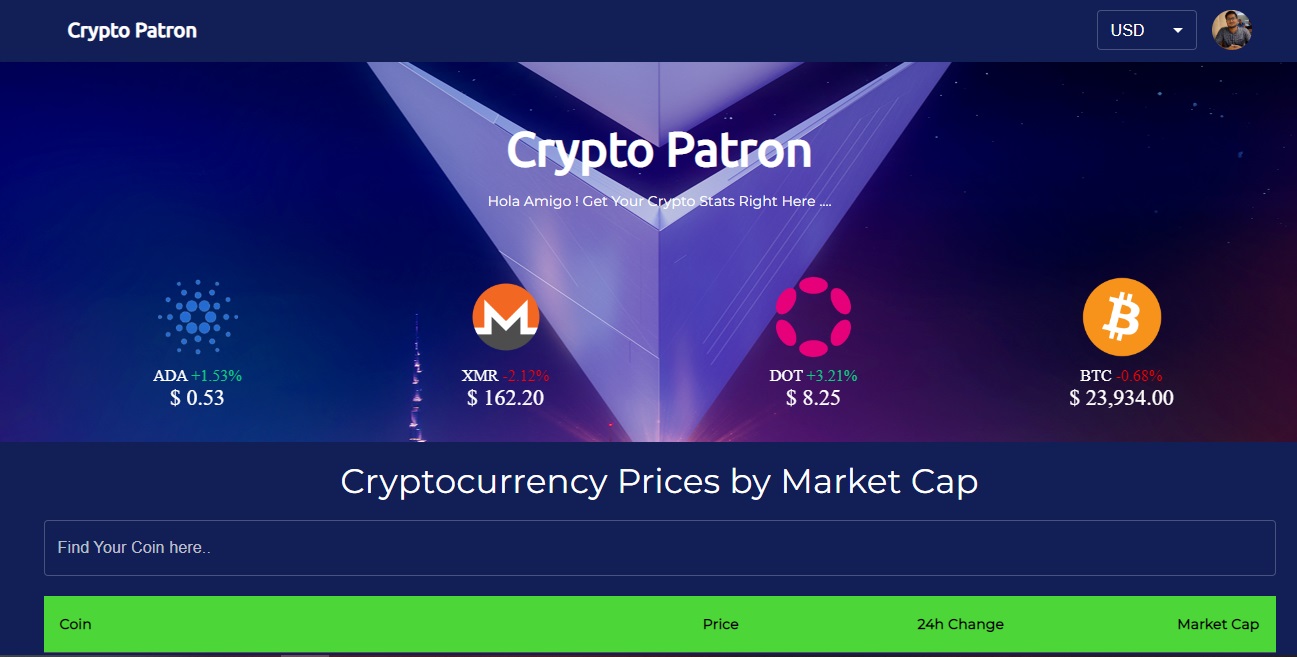 Crypto Patron
USD
Crypto Patron
Hola Amigo ! Get Your Crypto Stats Right Here ....
ADA +1.53%
$ 0.53
XMR -2.12%
$ 162.20
DOT +3.21%
$ 8.25
BTC -0.68%
$ 23,934.00
Cryptocurrency Prices by Market Cap
Find Your Coin here..
Coin Price 24h Change Market Cap